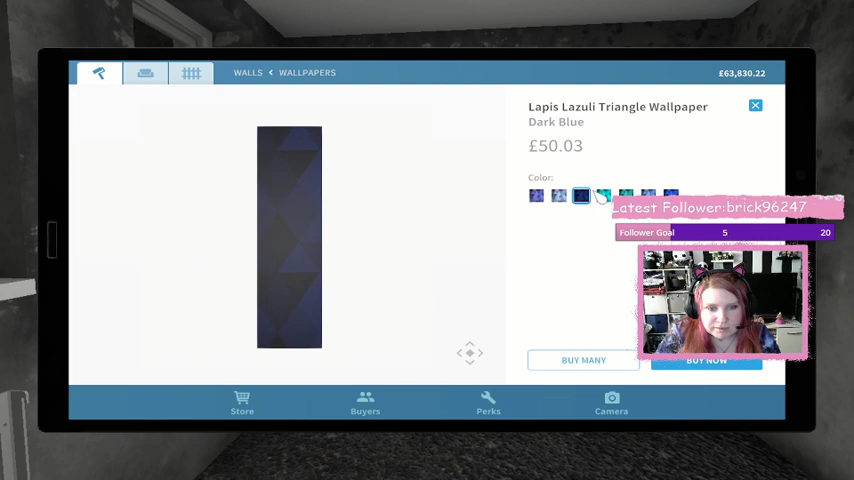 WALLS < WALLPAPERS
£63,830.22
Lapis Lazuli Triangle Wallpaper
Dark Blue
£50.03
Color:
Latest Follower:brick96247
Follower Goal 5 20
BUY MANY
BUY NOW
Store
Buyers
Perks
Camera